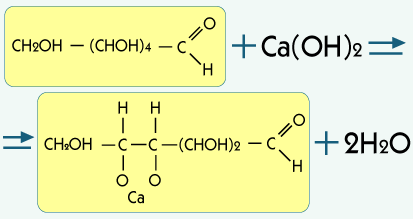 O
CH2OH — (CHOH)4 — C + Ca(OH)2
H
H H O
CH2OH — C — C —(CHOH)2 — C + 2H2O
O O H
Ca